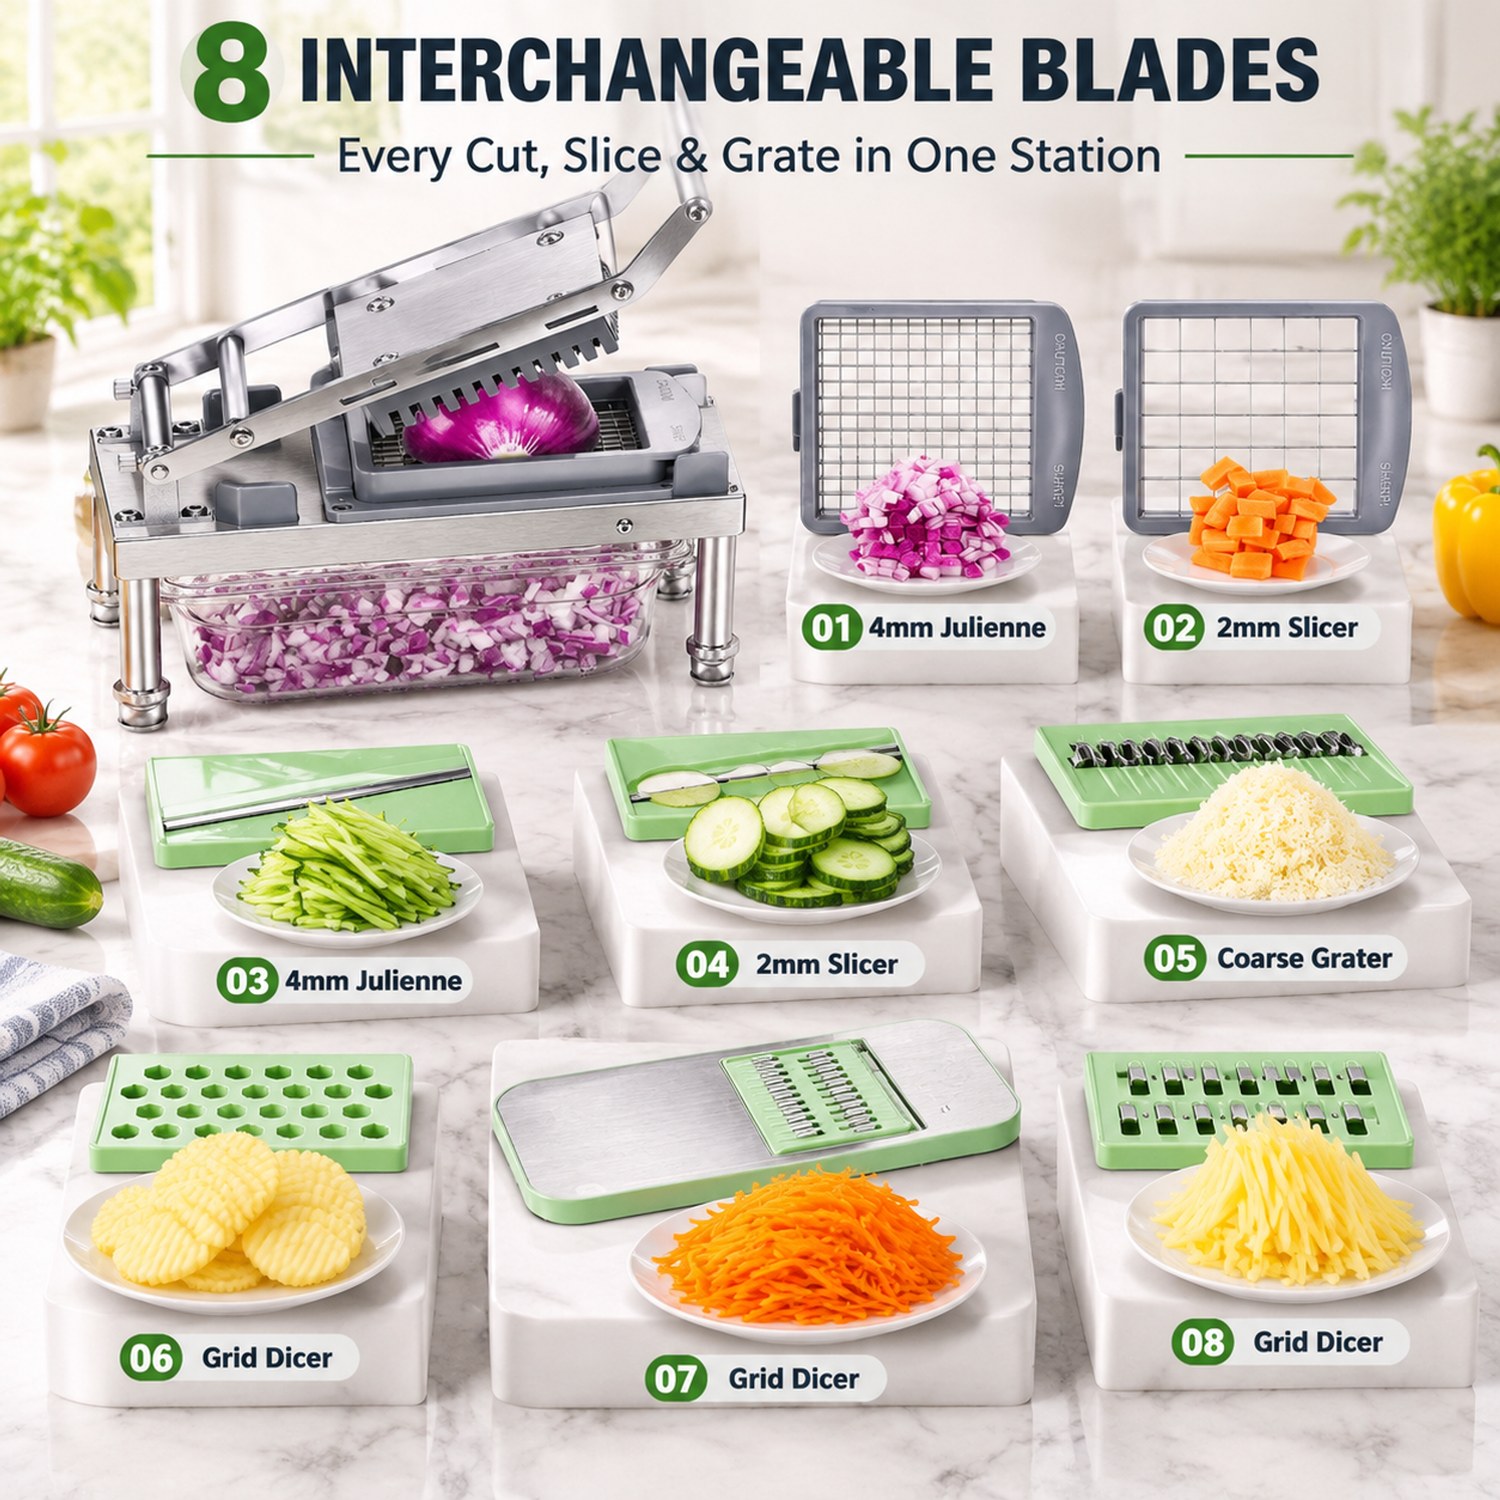 8 INTERCHANGEABLE BLADES
Every Cut, Slice & Grate in One Station
01 4mm Julienne
02 2mm Slicer
03 4mm Julienne
04 2mm Slicer
05 Coarse Grater
06 Grid Dicer
07 Grid Dicer
08 Grid Dicer